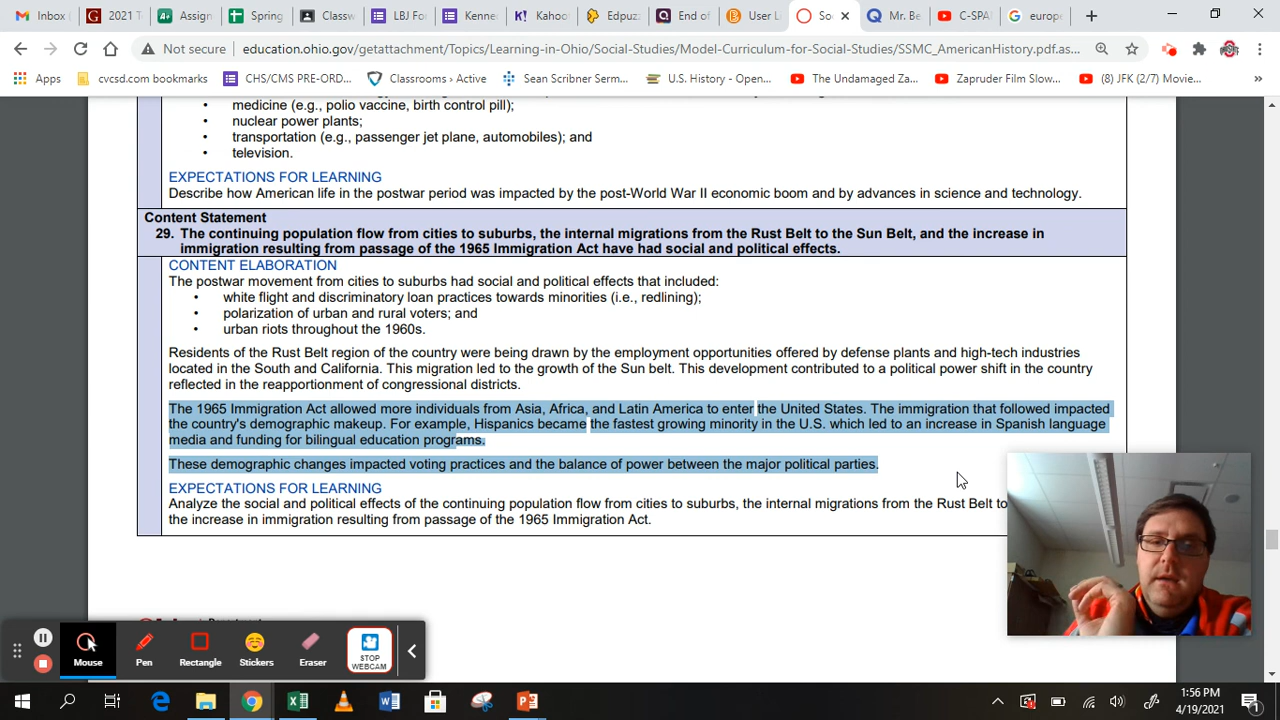 Inbox
2021 T
Assign
Spring
Classw
LBJ Fo
Kenne
Kahoo
Edpuz
End of
User L
So
Mr. Be
C-SPA
europe
Not secure
education.ohio.gov/getattachment/Topics/Learning-in-Ohio/Social-Studies/Model-Curriculum-for-Social-Studies/SSMC_AmericanHistory.pdf.as...
Apps
cvcsd.com bookmarks
CHS/CMS PRE-ORD...
Classrooms › Active
Sean Scribner Serm...
U.S. History - Open...
The Undamaged Za...
Zapruder Film Slow...
(8) JFK (2/7) Movie...
• medicine (e.g., polio vaccine, birth control pill);
• nuclear power plants;
• transportation (e.g., passenger jet plane, automobiles); and
• television.
EXPECTATIONS FOR LEARNING
Describe how American life in the postwar period was impacted by the post-World War II economic boom and by advances in science and technology.
Content Statement
29. The continuing population flow from cities to suburbs, the internal migrations from the Rust Belt to the Sun Belt, and the increase in
immigration resulting from passage of the 1965 Immigration Act have had social and political effects.
CONTENT ELABORATION
The postwar movement from cities to suburbs had social and political effects that included:
• white flight and discriminatory loan practices towards minorities (i.e., redlining);
• polarization of urban and rural voters; and
• urban riots throughout the 1960s.
Residents of the Rust Belt region of the country were being drawn by the employment opportunities offered by defense plants and high-tech industries
located in the South and California. This migration led to the growth of the Sun belt. This development contributed to a political power shift in the country
reflected in the reapportionment of congressional districts.
The 1965 Immigration Act allowed more individuals from Asia, Africa, and Latin America to enter the United States. The immigration that followed impacted
the country's demographic makeup. For example, Hispanics became the fastest growing minority in the U.S. which led to an increase in Spanish language
media and funding for bilingual education programs.
These demographic changes impacted voting practices and the balance of power between the major political parties.
EXPECTATIONS FOR LEARNING
Analyze the social and political effects of the continuing population flow from cities to suburbs, the internal migrations from the Rust Belt to
the increase in immigration resulting from passage of the 1965 Immigration Act.
Mouse
Pen
Rectangle
Stickers
Eraser
STOP
WEBCAM
1:56 PM
4/19/2021